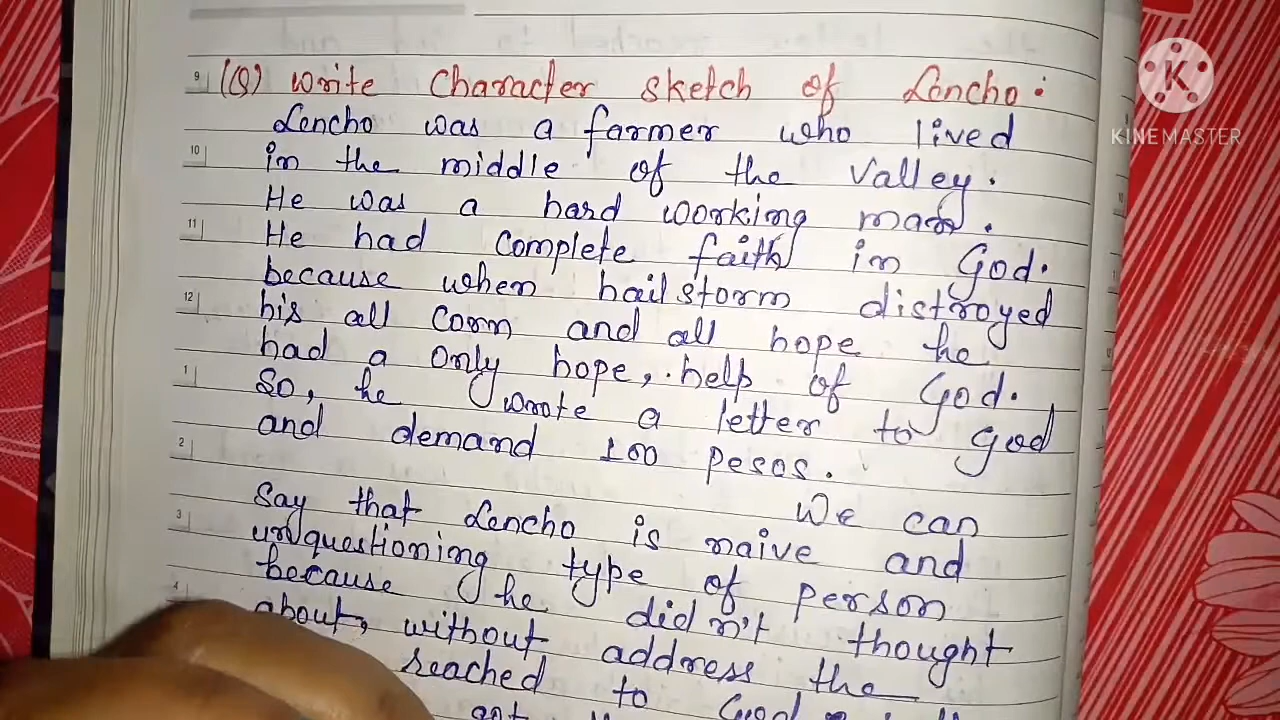 (Q) Write Character sketch of Lencho:
Lencho was a farmer who lived
in the middle of the valley.
He was a hard working man.
He had complete faith in God.
because when hailstorm distroyed
his all corn and all hope he
had a only hope, help of God.
So, he wrote a letter to God
and demand 100 pesos.
We can
Say that Lencho is naive and
unquestioning type of person
because he didn't thought
about, without address the
reached to God
KINEMASTER